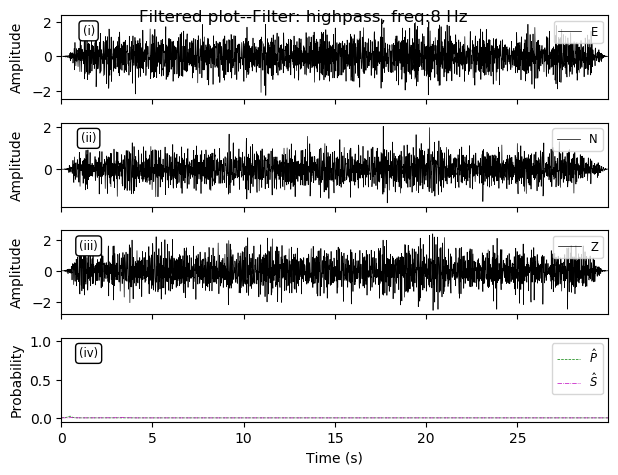 Filtered plot--Filter: highpass, freq:8 Hz
2
0
−2
Amplitude
(i)
E
2
0
Amplitude
(ii)
N
2
0
−2
Amplitude
(iii)
Z
1.0
0.5
0.0
Probability
(iv)
P̂
Ŝ
0 5 10 15 20 25
Time (s)